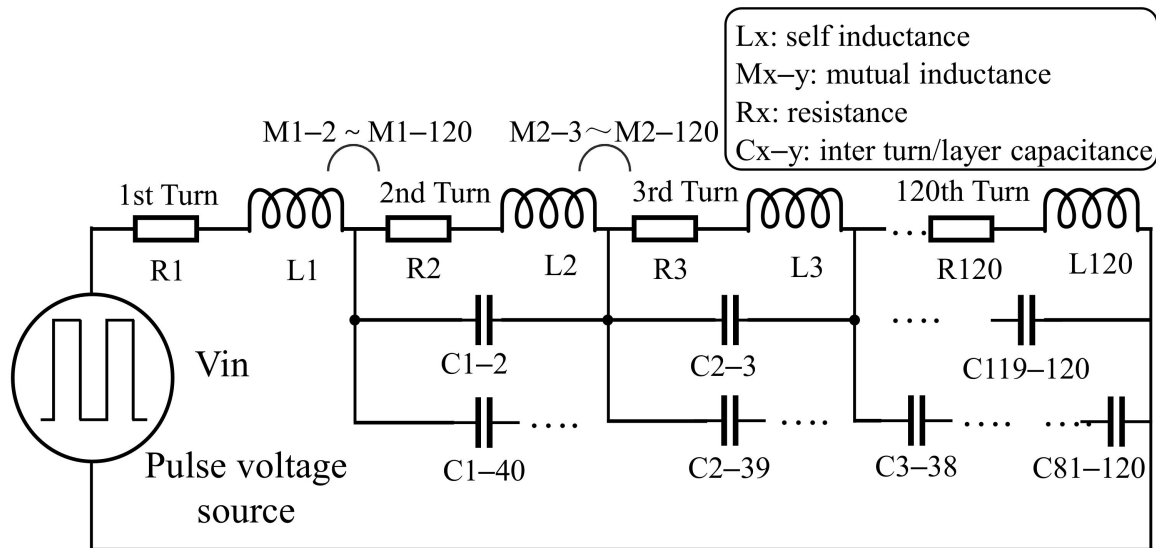 Lx: self inductance
Mx–y: mutual inductance
Rx: resistance
Cx–y: inter turn/layer capacitance
M1–2 ~ M1–120
M2–3～M2–120
1st Turn
2nd Turn
3rd Turn
120th Turn
R1
L1
R2
L2
R3
L3
R120
L120
....
....
Vin
C1–2
C2–3
C119–120
....
....
....
....
C1–40
C2–39
C3–38
C81–120
Pulse voltage
source